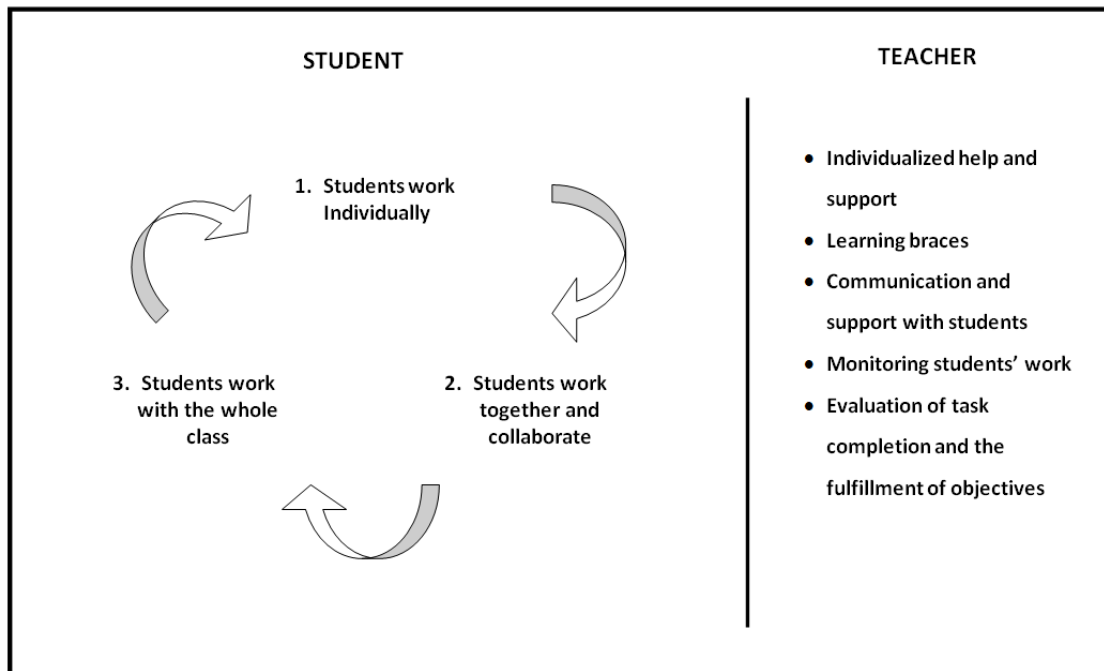 STUDENT
1. Students work
Individually
2. Students work
together and
collaborate
3. Students work
with the whole
class
TEACHER
• Individualized help and
support
• Learning braces
• Communication and
support with students
• Monitoring students’ work
• Evaluation of task
completion and the
fulfillment of objectives